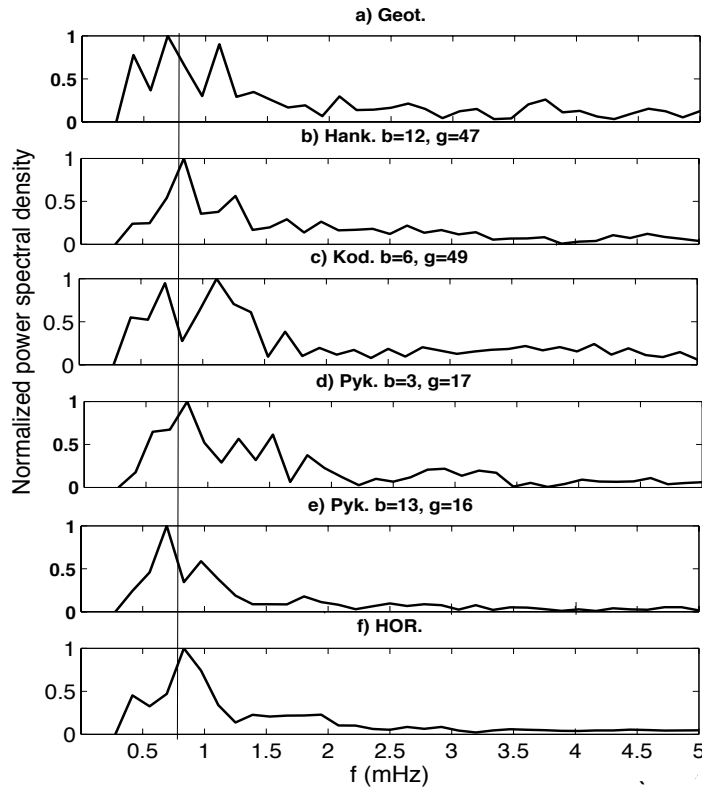 a) Geot.
1
0.5
0
b) Hank. b=12, g=47
1
0.5
0
c) Kod. b=6, g=49
1
0.5
0
d) Pyk. b=3, g=17
1
0.5
0
e) Pyk. b=13, g=16
1
0.5
0
f) HOR.
1
0.5
0
0.5 1 1.5 2 2.5 3 3.5 4 4.5 5
f (mHz)
Normalized power spectral density